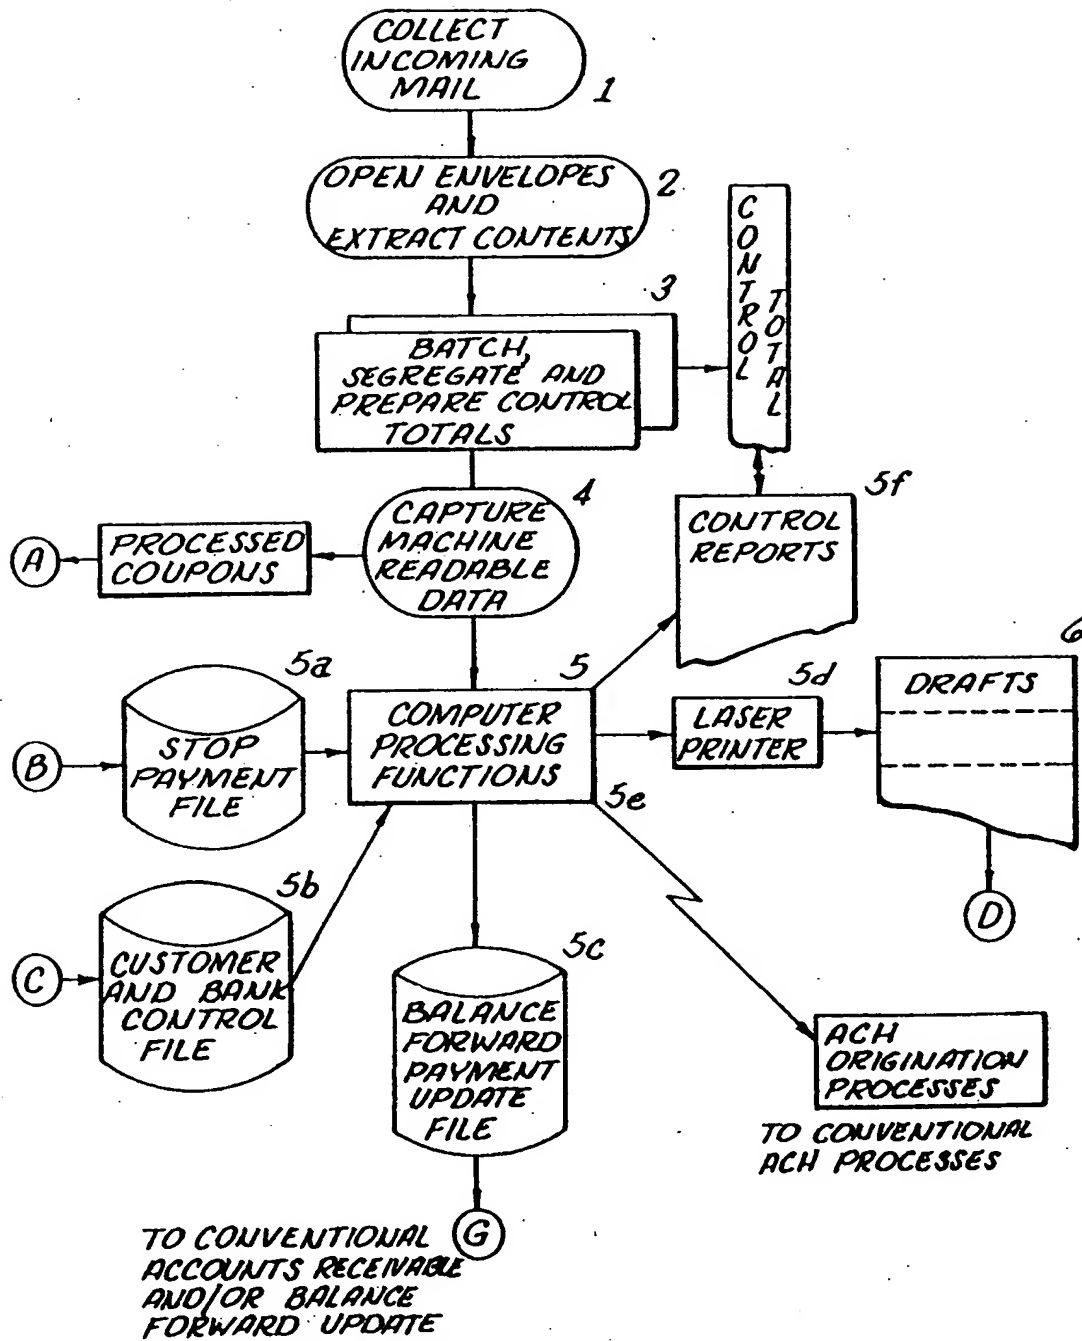 COLLECT
INCOMING
MAIL
1
OPEN ENVELOPES
AND
EXTRACT CONTENTS
2
BATCH,
SEGREGATE AND
PREPARE CONTROL
TOTALS
3
CONTROL
TOTAL
CAPTURE
MACHINE
READABLE
DATA
4
PROCESSED
COUPONS
A
CONTROL
REPORTS
5f
B
STOP
PAYMENT
FILE
5a
COMPUTER
PROCESSING
FUNCTIONS
5
5e
LASER
PRINTER
5d
DRAFTS
6
D
C
CUSTOMER
AND BANK
CONTROL
FILE
5b
BALANCE
FORWARD
PAYMENT
UPDATE
FILE
5c
ACH
ORIGINATION
PROCESSES
TO CONVENTIONAL
ACH PROCESSES
G
TO CONVENTIONAL
ACCOUNTS RECEIVABLE
AND/OR BALANCE
FORWARD UPDATE